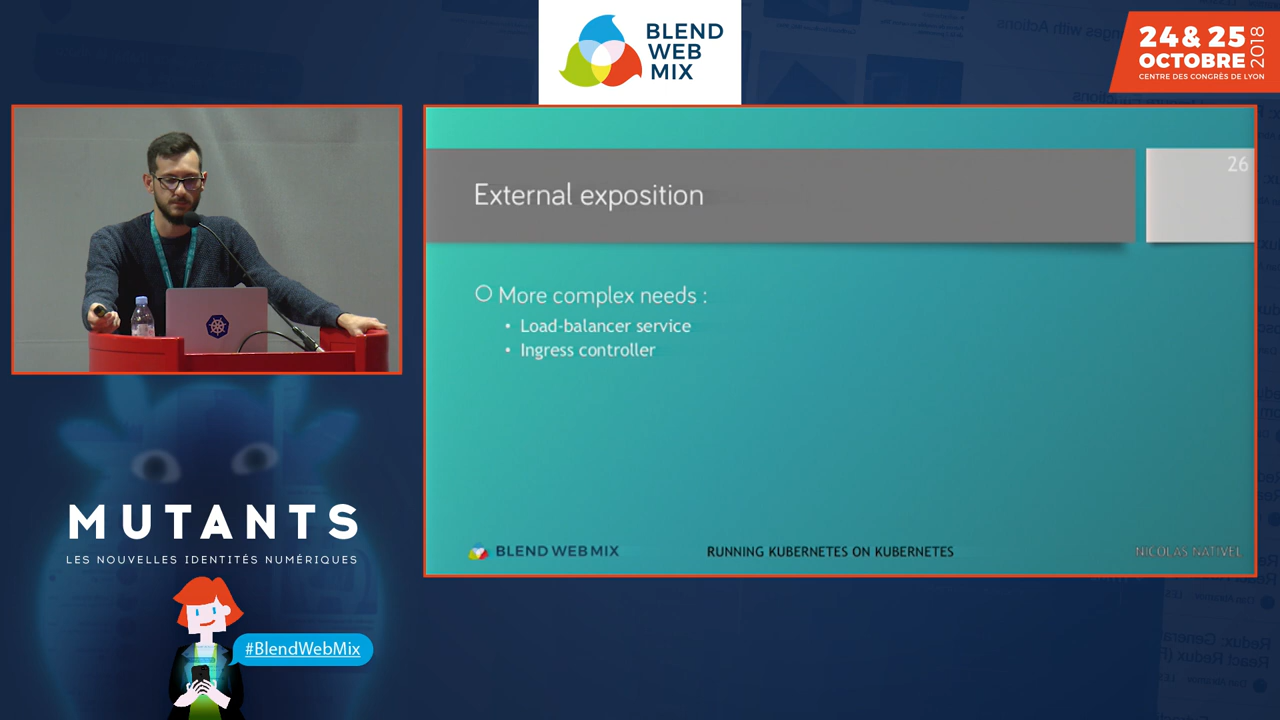 BLEND
WEB
MIX
24 & 25
OCTOBRE
2018
CENTRE DES CONGRÈS DE LYON
26
External exposition
More complex needs :
• Load-balancer service
• Ingress controller
BLEND WEB MIX
RUNNING KUBERNETES ON KUBERNETES
NICOLAS NATIVEL
MUTANTS
LES NOUVELLES IDENTITÉS NUMÉRIQUES
#BlendWebMix